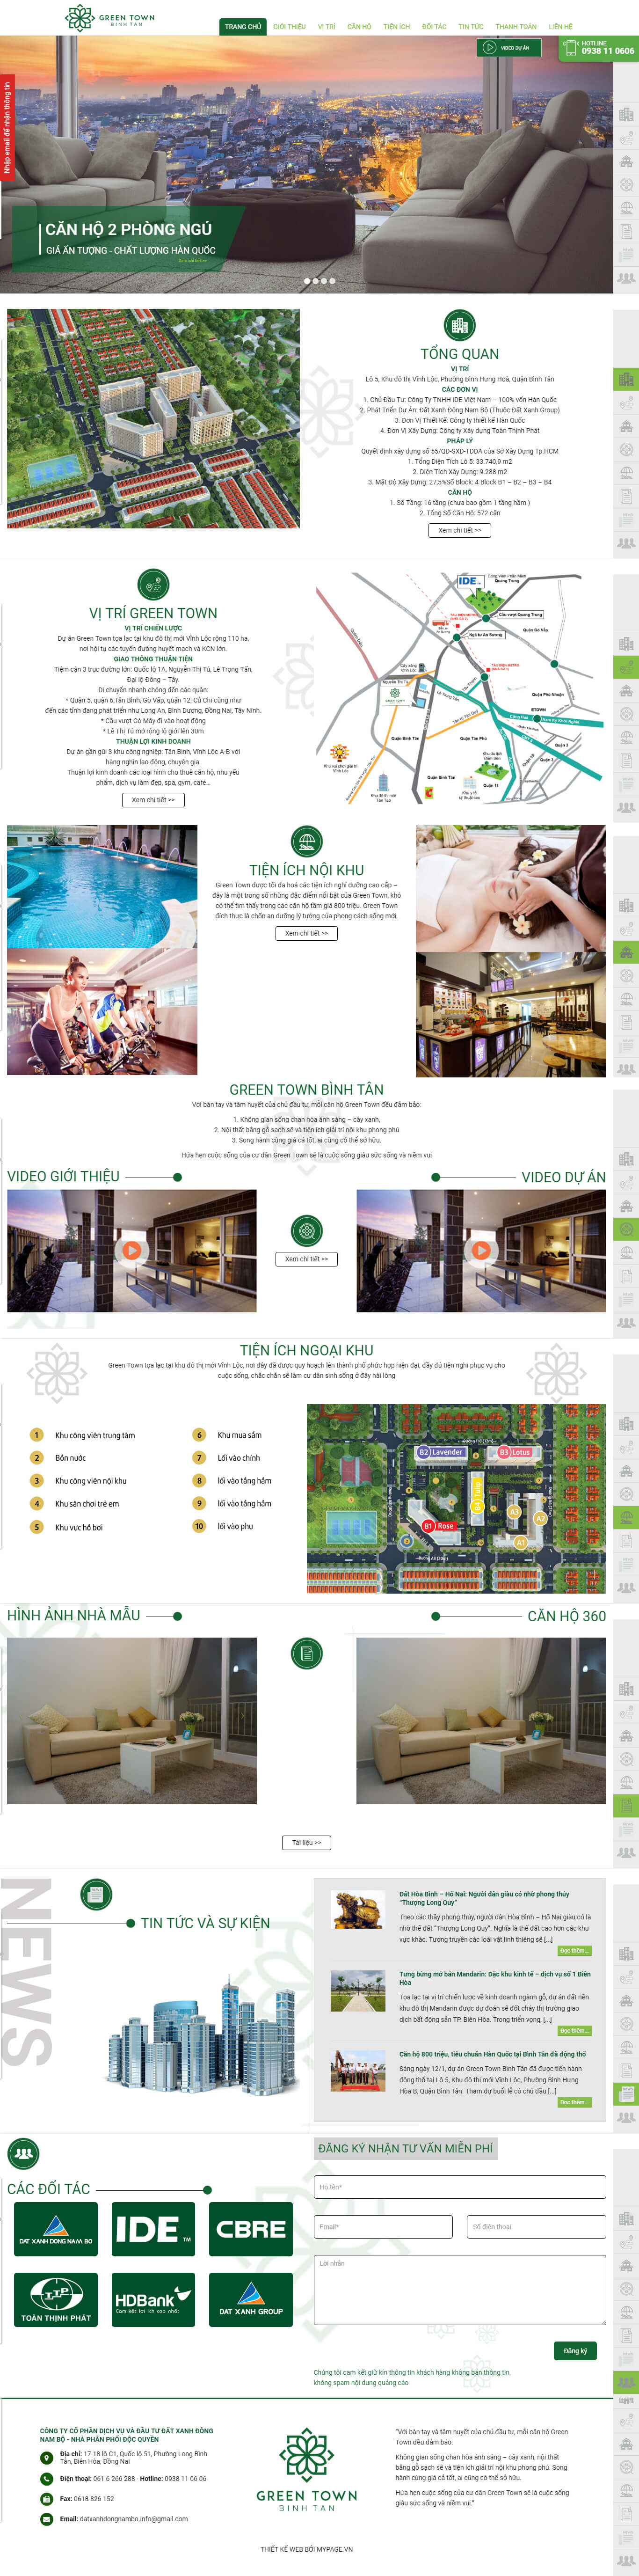 GREEN TOWN
BINH TAN
TRANG CHỦ GIỚI THIỆU VỊ TRÍ CĂN HỘ TIỆN ÍCH ĐỐI TÁC TIN TỨC THANH TOÁN LIÊN HỆ
VIDEO DỰ ÁN
HOTLINE
0938 11 0606
Nhập email để nhận thông tin
CĂN HỘ 2 PHÒNG NGỦ
GIÁ ẤN TƯỢNG - CHẤT LƯỢNG HÀN QUỐC
Xem chi tiết >>
TỔNG QUAN
VỊ TRÍ
Lô 5, Khu đô thị Vĩnh Lộc, Phường Bình Hưng Hoà, Quận Bình Tân
CÁC ĐƠN VỊ
1. Chủ Đầu Tư: Công Ty TNHH IDE Việt Nam – 100% vốn Hàn Quốc
2. Phát Triển Dự Án: Đất Xanh Đông Nam Bộ (Thuộc Đất Xanh Group)
3. Đơn Vị Thiết Kế: Công ty thiết kế Hàn Quốc
4. Đơn Vị Xây Dựng: Công ty Xây dựng Toàn Thịnh Phát
PHÁP LÝ
Quyết định xây dựng số 55/QD-SXD-TDDA của Sở Xây Dựng Tp.HCM
1. Tổng Diện Tích Lô 5: 33.740,9 m2
2. Diện Tích Xây Dựng: 9.288 m2
3. Mật Độ Xây Dựng: 27,5%Số Block: 4 Block B1 – B2 – B3 – B4
CĂN HỘ
1. Số Tầng: 16 tầng (chưa bao gồm 1 tầng hầm )
2. Tổng Số Căn Hộ: 572 căn
Xem chi tiết >>
VỊ TRÍ GREEN TOWN
VỊ TRÍ CHIẾN LƯỢC
Dự án Green Town tọa lạc tại khu đô thị mới Vĩnh Lộc rộng 110 ha,
nơi hội tụ các tuyến đường huyết mạch và KCN lớn.
GIAO THÔNG THUẬN TIỆN
Tiệm cận 3 trục đường lớn: Quốc lộ 1A, Nguyễn Thị Tú, Lê Trọng Tấn,
Đại lộ Đông – Tây.
Di chuyển nhanh chóng đến các quận:
* Quận 5, quận 6,Tân Bình, Gò Vấp, quận 12, Củ Chi cũng như
đến các tỉnh đang phát triển như Long An, Bình Dương, Đồng Nai, Tây Ninh.
* Cầu vượt Gò Mây đi vào hoạt động
* Lê Thị Tú mở rộng lộ giới lên 30m
THUẬN LỢI KINH DOANH
Dự án gần gũi 3 khu công nghiệp: Tân Bình, Vĩnh Lộc A-B với
hàng nghìn lao động, chuyên gia.
Thuận lợi kinh doanh các loại hình cho thuê căn hộ, nhu yếu
phẩm, dịch vụ làm đẹp, spa, gym, cafe…
Xem chi tiết >>
IDE
Công Viên Phần Mềm
Quang Trung
Cầu vượt Quang Trung
Ngã tư An Sương
Quận Gò Vấp
Quận Phú Nhuận
ETOWN
Quận Bình Tân
Quận Tân Phú
Quận 11
TIỆN ÍCH NỘI KHU
Green Town được tối đa hoá các tiện ích nghỉ dưỡng cao cấp –
đây là một trong số những đặc điểm nổi bật của Green Town, khó
có thể tìm thấy trong các căn hộ tầm giá 800 triệu. Green Town
đích thực là chốn an dưỡng lý tưởng của phong cách sống mới.
Xem chi tiết >>
GREEN TOWN BÌNH TÂN
Với bàn tay và tâm huyết của chủ đầu tư, mỗi căn hộ Green Town đều đảm bảo:
1. Không gian sống chan hòa ánh sáng – cây xanh,
2. Nội thất bằng gỗ sạch sẽ và tiện ích giải trí nội khu phong phú
3. Song hành cùng giá cả tốt, ai cũng có thể sở hữu.
Hứa hẹn cuộc sống của cư dân Green Town sẽ là cuộc sống giàu sức sống và niềm vui
VIDEO GIỚI THIỆU
VIDEO DỰ ÁN
Xem chi tiết >>
TIỆN ÍCH NGOẠI KHU
Green Town tọa lạc tại khu đô thị mới Vĩnh Lộc, nơi đây đã được quy hoạch lên thành phố phức hợp hiện đại, đầy đủ tiện nghi phục vụ cho
cuộc sống, chắc chắn sẽ làm cư dân sinh sống ở đây hài lòng
1 Khu công viên trung tâm
2 Bồn nước
3 Khu công viên nội khu
4 Khu sân chơi trẻ em
5 Khu vực hồ bơi
6 Khu mua sắm
7 Lối vào chính
8 lối vào tầng hầm
9 lối vào tầng hầm
10 lối vào phụ
B2 Lavender
B3 Lotus
B1 Rose
A3
A2
A1
HÌNH ẢNH NHÀ MẪU
CĂN HỘ 360
Tài liệu >>
NEWS
TIN TỨC VÀ SỰ KIỆN
Đất Hòa Bình – Hố Nai: Người dân giàu có nhờ phong thủy
“Thượng Long Quy”
Theo các thầy phong thủy, người dân Hòa Bình – Hố Nai giàu có là
nhờ thế đất “Thượng Long Quy”. Nghĩa là thế đất cao hơn các khu
vực khác. Tương truyền các loài vật linh thiêng sẽ [...]
Đọc thêm...
Tưng bừng mở bán Mandarin: Đặc khu kinh tế – dịch vụ số 1 Biên
Hòa
Tọa lạc tại vị trí chiến lược về kinh doanh ngành gỗ, dự án đất nền
khu đô thị Mandarin được dự đoán sẽ đốt cháy thị trường giao
dịch bất động sản TP. Biên Hòa. Trong triển vọng, [...]
Đọc thêm...
Căn hộ 800 triệu, tiêu chuẩn Hàn Quốc tại Bình Tân đã động thổ
Sáng ngày 12/1, dự án Green Town Bình Tân đã được tiến hành
động thổ tại Lô 5, Khu đô thị mới Vĩnh Lộc, Phường Bình Hưng
Hòa B, Quận Bình Tân. Tham dự buổi lễ có chủ đầu [...]
Đọc thêm...
CÁC ĐỐI TÁC
DAT XANH DONG NAM BO
IDE TM
CBRE
TTP
TOÀN THỊNH PHÁT
HDBank
Cam kết lợi ích cao nhất
DAT XANH GROUP
ĐĂNG KÝ NHẬN TƯ VẤN MIỄN PHÍ
Họ tên*
Email*
Số điện thoại
Lời nhắn
Đăng ký
Chúng tôi cam kết giữ kín thông tin khách hàng không bán thông tin,
không spam nội dung quảng cáo
CÔNG TY CỔ PHẦN DỊCH VỤ VÀ ĐẦU TƯ ĐẤT XANH ĐÔNG
NAM BỘ - NHÀ PHÂN PHỐI ĐỘC QUYỀN
Địa chỉ: 17-18 lô C1, Quốc lộ 51, Phường Long Bình
Tân, Biên Hòa, Đồng Nai
Điện thoại: 061 6 266 288 - Hotline: 0938 11 06 06
Fax: 0618 826 152
Email: datxanhdongnambo.info@gmail.com
GREEN TOWN
BINH TAN
“Với bàn tay và tâm huyết của chủ đầu tư, mỗi căn hộ Green
Town đều đảm bảo:
Không gian sống chan hòa ánh sáng – cây xanh, nội thất
bằng gỗ sạch sẽ và tiện ích giải trí nội khu phong phú. Song
hành cùng giá cả tốt, ai cũng có thể sở hữu.
Hứa hẹn cuộc sống của cư dân Green Town sẽ là cuộc sống
giàu sức sống và niềm vui.”
THIẾT KẾ WEB BỞI MYPAGE.VN